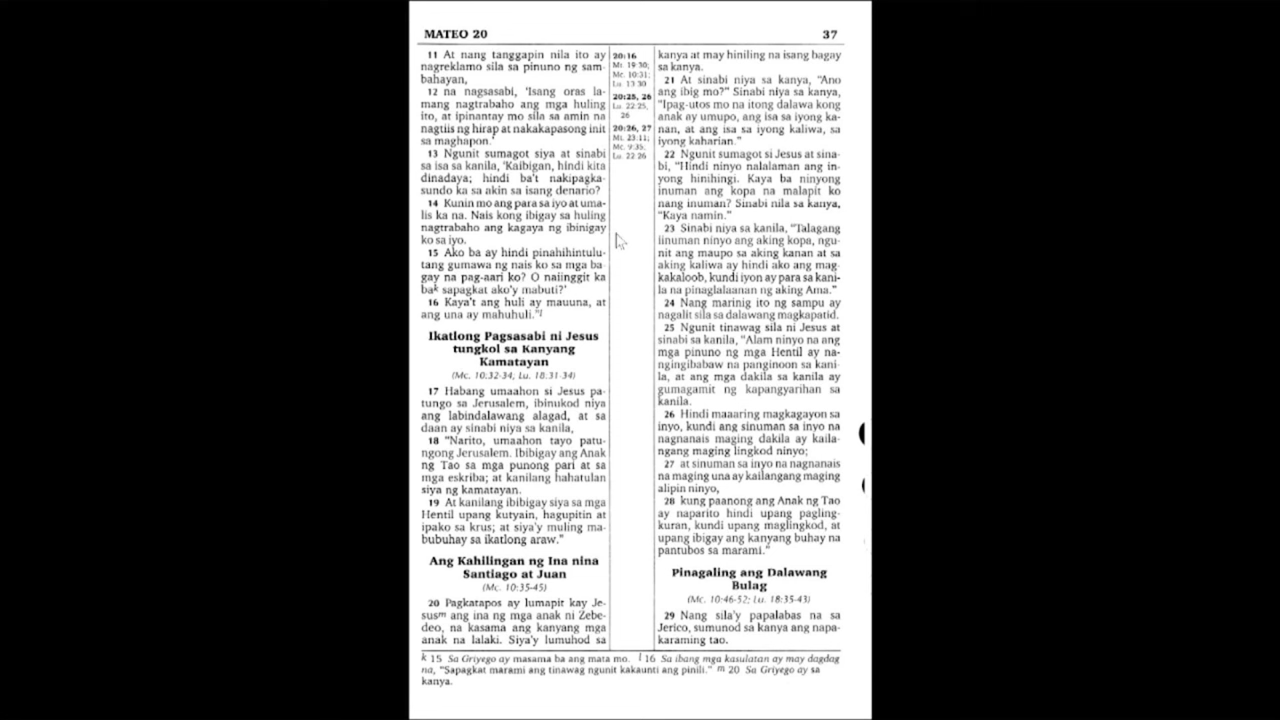 MATEO 20
37
11 At nang tanggapin nila ito ay
nagreklamo sila sa pinuno ng sam-
bahayan,
12 na nagsasabi, 'Isang oras la-
mang nagtrabaho ang mga huling
ito, at ipinantay mo sila sa amin na
nagtiis ng hirap at nakakapasong init
sa maghapon.'
13 Ngunit sumagot siya at sinabi
sa isa sa kanila, 'Kaibigan, hindi kita
dinadaya; hindi ba't nakipagka-
sundo ka sa akin sa isang denario?
14 Kunin mo ang para sa iyo at uma-
lis ka na. Nais kong ibigay sa huling
nagtrabaho ang kagaya ng ibinigay
ko sa iyo.
15 Ako ba ay hindi pinahihintulu-
tang gumawa ng nais ko sa mga ba-
gay na pag-aari ko? O naiinggit ka
bak sapagkat ako'y mabuti?'
16 Kaya't ang huli ay mauuna, at
ang una ay mahuhuli."l
Ikatlong Pagsasabi ni Jesus
tungkol sa Kanyang
Kamatayan
(Mc. 10:32-34; Lu. 18:31-34)
17 Habang umaahon si Jesus pa-
tungo sa Jerusalem, ibinukod niya
ang labindalawang alagad, at sa
daan ay sinabi niya sa kanila,
18 "Narito, umaahon tayo patu-
ngong Jerusalem. Ibibigay ang Anak
ng Tao sa mga punong pari at sa
mga eskriba; at kanilang hahatulan
siya ng kamatayan.
19 At kanilang ibibigay siya sa mga
Hentil upang kutyain, hagupitin at
ipako sa krus; at siya'y muling ma-
bubuhay sa ikatlong araw."
Ang Kahilingan ng Ina nina
Santiago at Juan
(Mc. 10:35-45)
20 Pagkatapos ay lumapit kay Je-
susm ang ina ng mga anak ni Zebe-
deo, na kasama ang kanyang mga
anak na lalaki. Siya'y lumuhod sa
20:16
Mt. 19:30;
Mc. 10:31;
Lu. 13:30
20:25, 26
Lu. 22:25,
26
20:26, 27
Mt. 23:11;
Mc. 9:35;
Lu. 22:26
kanya at may hiniling na isang bagay
sa kanya.
21 At sinabi niya sa kanya, "Ano
ang ibig mo?" Sinabi niya sa kanya,
"Ipag-utos mo na itong dalawa kong
anak ay umupo, ang isa sa iyong ka-
nan, at ang isa sa iyong kaliwa, sa
iyong kaharian."
22 Ngunit sumagot si Jesus at sina-
bi, "Hindi ninyo nalalaman ang in-
yong hinihingi. Kaya ba ninyong
inuman ang kopa na malapit ko
nang inuman? Sinabi nila sa kanya,
"Kaya namin."
23 Sinabi niya sa kanila, "Talagang
iinuman ninyo ang aking kopa, ngu-
nit ang maupo sa aking kanan at sa
aking kaliwa ay hindi ako ang mag-
kakaloob, kundi iyon ay para sa kani-
la na pinaglalaanan ng aking Ama."
24 Nang marinig ito ng sampu ay
nagalit sila sa dalawang magkapatid.
25 Ngunit tinawag sila ni Jesus at
sinabi sa kanila, "Alam ninyo na ang
mga pinuno ng mga Hentil ay na-
ngingibabaw na panginoon sa kani-
la, at ang mga dakila sa kanila ay
gumagamit ng kapangyarihan sa
kanila.
26 Hindi maaaring magkagayon sa
inyo, kundi ang sinuman sa inyo na
nagnanais maging dakila ay kaila-
ngang maging lingkod ninyo;
27 at sinuman sa inyo na nagnanais
na maging una ay kailangang maging
alipin ninyo,
28 kung paanong ang Anak ng Tao
ay naparito hindi upang pagling-
kuran, kundi upang maglingkod, at
upang ibigay ang kanyang buhay na
pantubos sa marami."
Pinagaling ang Dalawang
Bulag
(Mc. 10:46-52; Lu. 18:35-43)
29 Nang sila'y papalabas na sa
Jerico, sumunod sa kanya ang napa-
karaming tao.
k 15 Sa Griyego ay masama ba ang mata mo. l 16 Sa ibang mga kasulatan ay may dagdag
na, "Sapagkat marami ang tinawag ngunit kakaunti ang pinili." m 20 Sa Griyego ay sa
kanya.